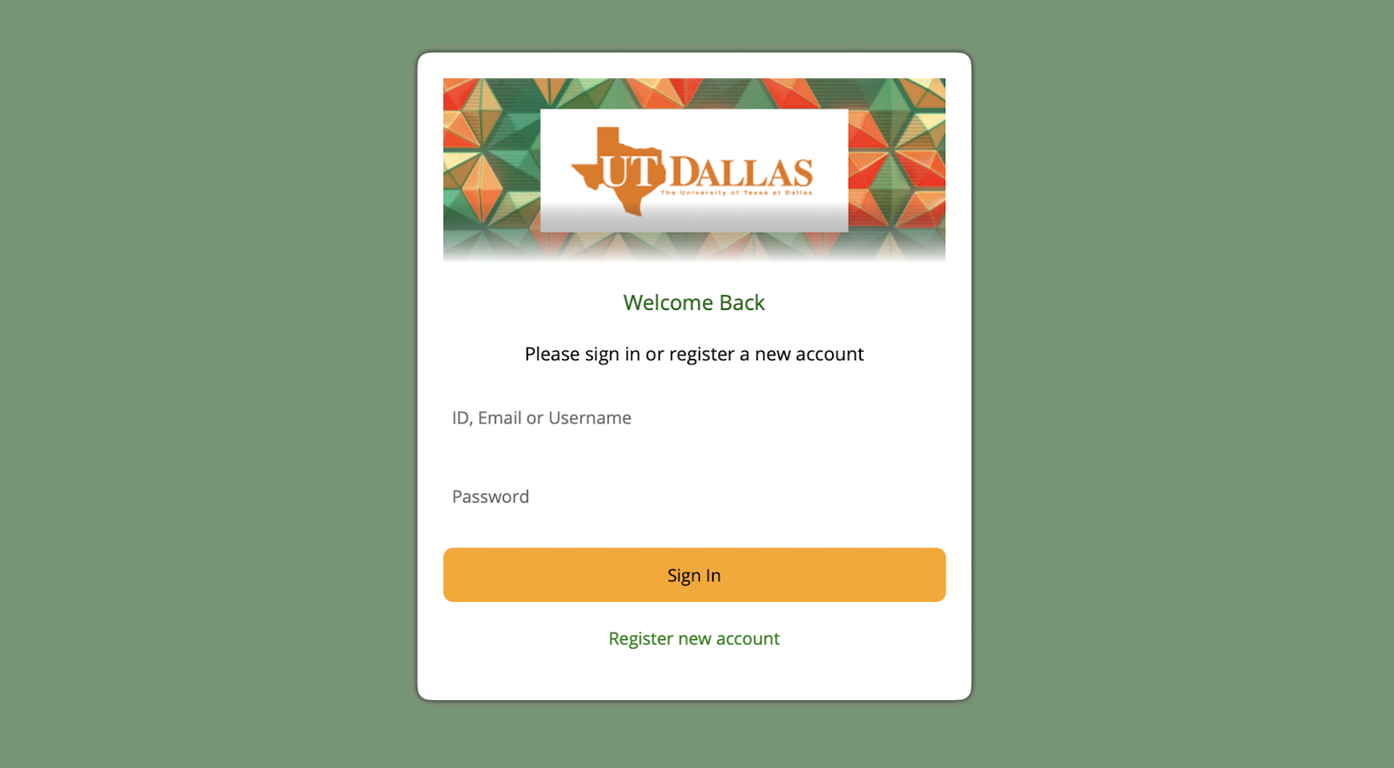 UT DALLAS
The University of Texas at Dallas
Welcome Back
Please sign in or register a new account
ID, Email or Username
Password
Sign In
Register new account